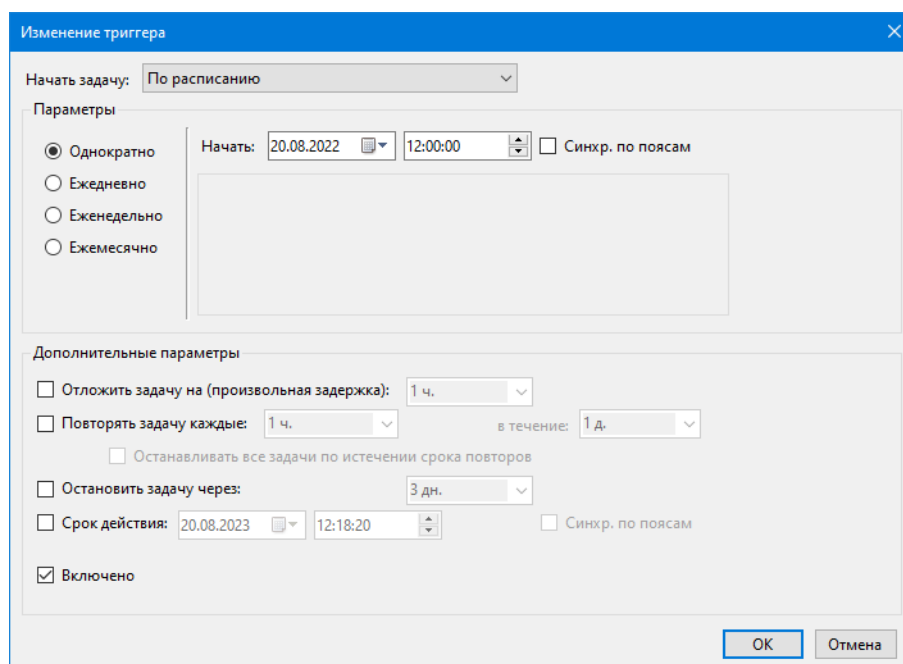 Изменение триггера
Начать задачу: По расписанию
Параметры
Однократно
Начать: 20.08.2022 12:00:00 Синхр. по поясам
Ежедневно
Еженедельно
Ежемесячно
Дополнительные параметры
Отложить задачу на (произвольная задержка): 1 ч.
Повторять задачу каждые: 1 ч. в течение: 1 д.
Останавливать все задачи по истечении срока повторов
Остановить задачу через: 3 дн.
Срок действия: 20.08.2023 12:18:20 Синхр. по поясам
Включено
ОК Отмена